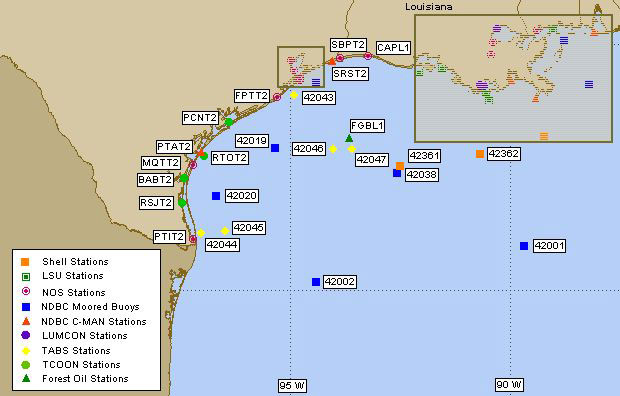 Louisiana
SBPT2
CAPL1
SRST2
FPTT2
42043
PCNT2
FGBL1
42019
42046
42047
42361
42362
PTAT2
RTOT2
MQTT2
42038
BABT2
42020
RSJT2
PTIT2
42045
42044
42001
42002
Shell Stations
LSU Stations
NOS Stations
NDBC Moored Buoys
NDBC C-MAN Stations
LUMCON Stations
TABS Stations
TCOON Stations
Forest Oil Stations
95 W
90 W